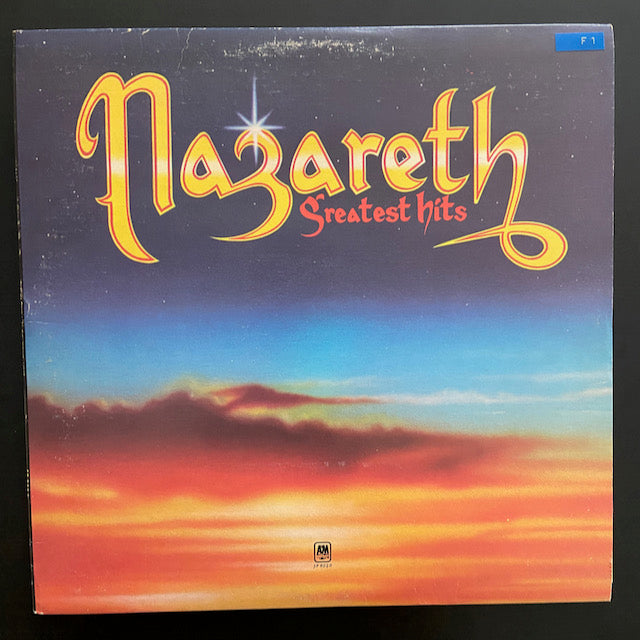 F 1
Nazareth
Greatest hits
A&M